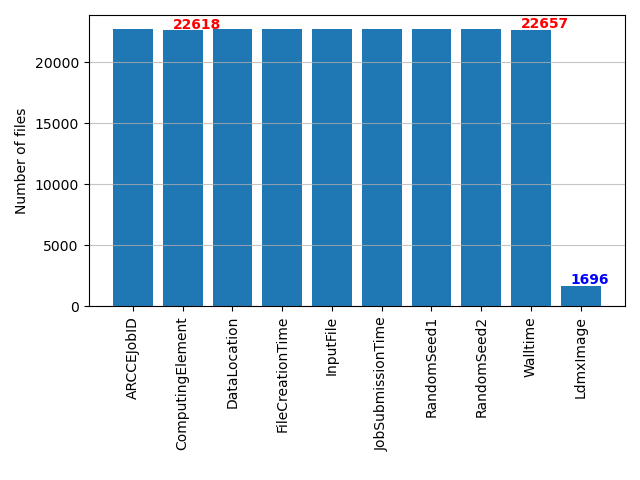 22618
22657
1696
20000
15000
10000
5000
0
Number of files
ARCCEJobID
ComputingElement
DataLocation
FileCreationTime
InputFile
JobSubmissionTime
RandomSeed1
RandomSeed2
Walltime
LdmxImage